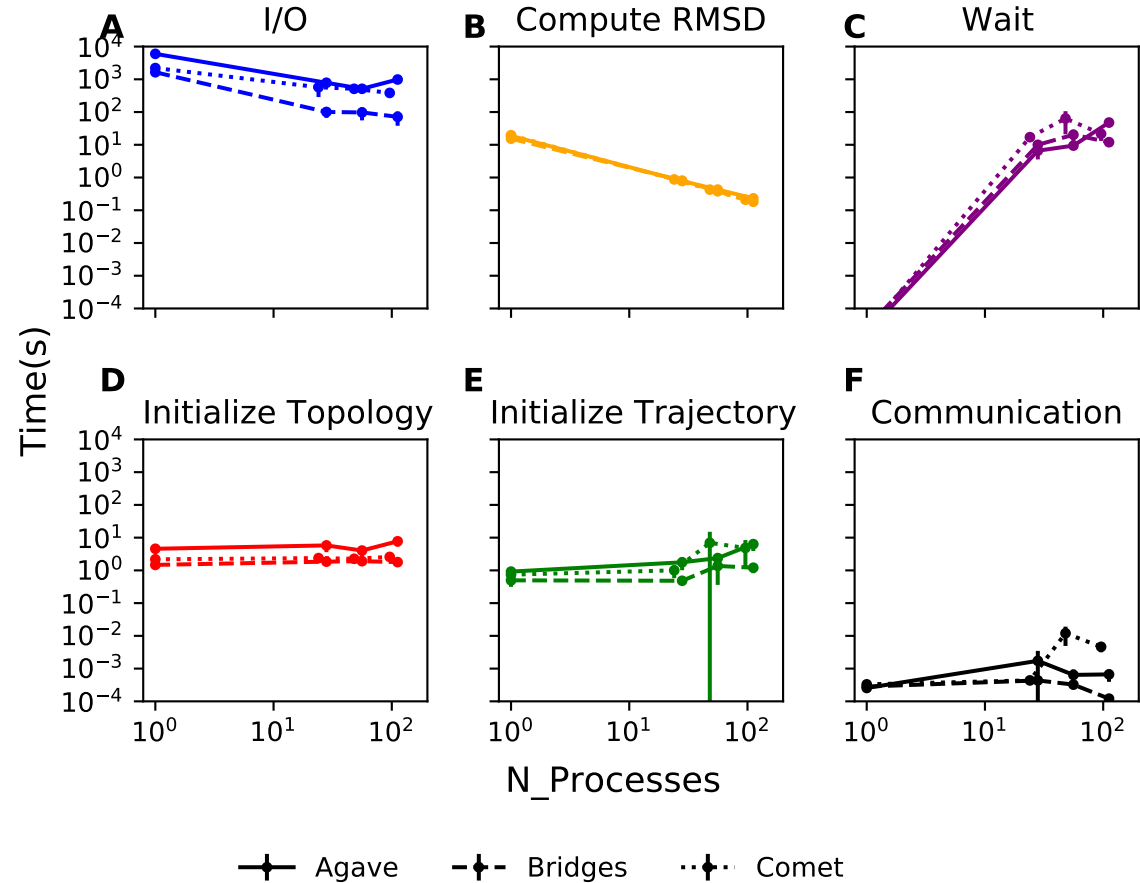 A I/O
B Compute RMSD
C Wait
10⁴
10³
10²
10¹
10⁰
10⁻¹
10⁻²
10⁻³
10⁻⁴
Time(s)
D Initialize Topology
E Initialize Trajectory
F Communication
10⁴
10³
10²
10¹
10⁰
10⁻¹
10⁻²
10⁻³
10⁻⁴
10⁰ 10¹ 10² 10⁰ 10¹ 10² 10⁰ 10¹ 10²
N_Processes
Agave Bridges Comet